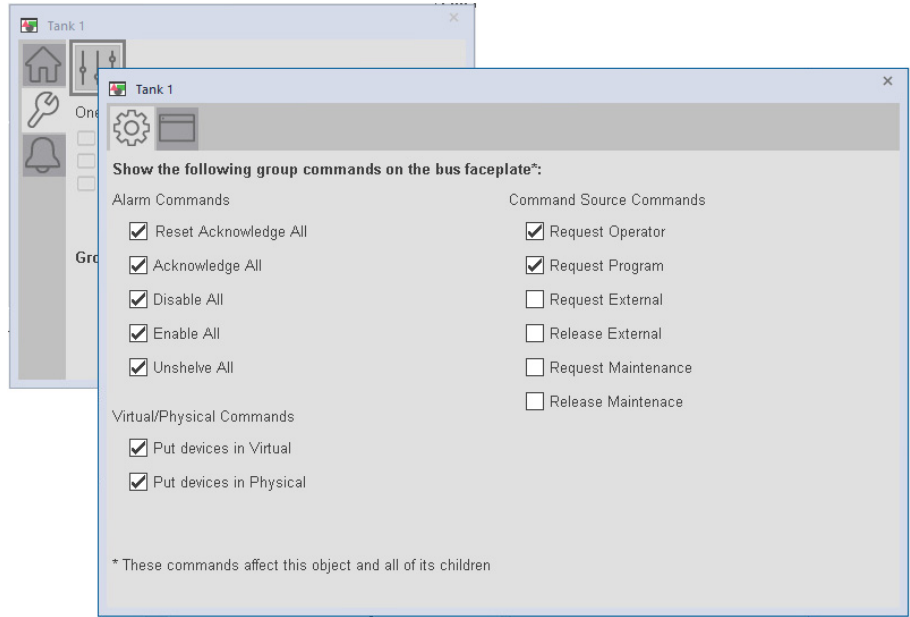 Tank 1
One
Gro
Tank 1
Show the following group commands on the bus faceplate*:
Alarm Commands
Reset Acknowledge All
Acknowledge All
Disable All
Enable All
Unshelve All
Virtual/Physical Commands
Put devices in Virtual
Put devices in Physical
Command Source Commands
Request Operator
Request Program
Request External
Release External
Request Maintenance
Release Maintenace
* These commands affect this object and all of its children